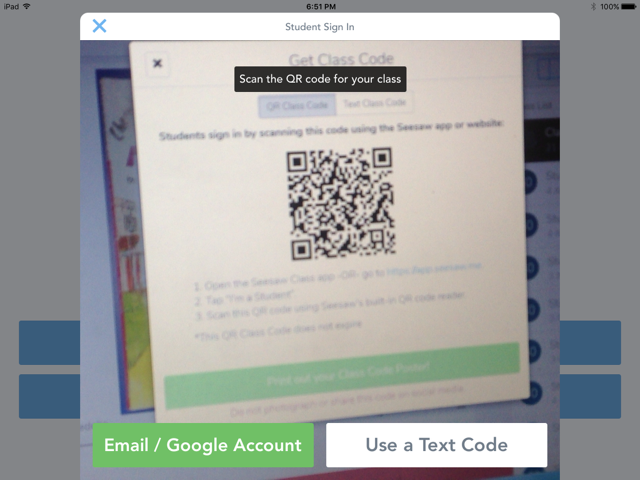 iPad
6:51 PM
100%
Student Sign In
Get Class Code
Scan the QR code for your class
QR Class Code
Text Class Code
Students sign in by scanning this code using the Seesaw app or website:
1. Open the Seesaw Class app -OR- go to https://app.seesaw.me
2. Tap "I'm a Student"
3. Scan this QR code using Seesaw's built-in QR code reader.
*This QR Class Code does not expire
Print out your Class Code Poster!
Do not photograph or share this code on social media
Email / Google Account
Use a Text Code